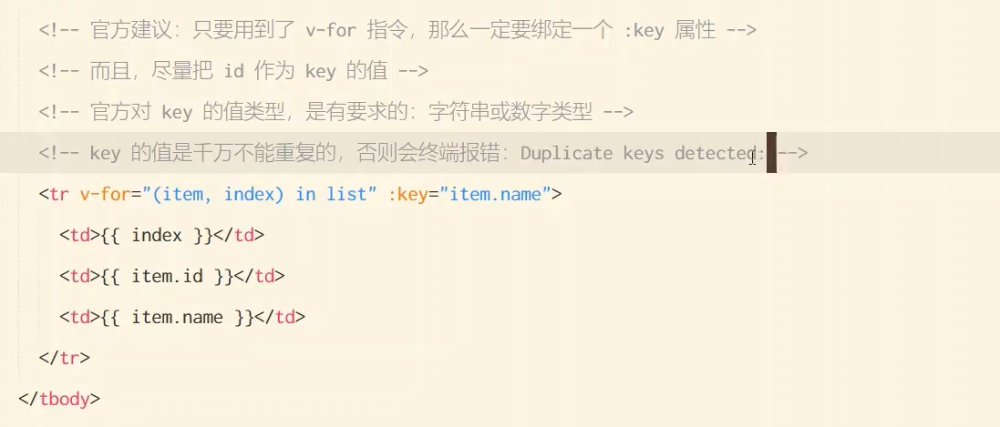 <!-- 官方建议：只要用到了 v-for 指令，那么一定要绑定一个 :key 属性 -->
<!-- 而且，尽量把 id 作为 key 的值 -->
<!-- 官方对 key 的值类型，是有要求的：字符串或数字类型 -->
<!-- key 的值是千万不能重复的，否则会终端报错：Duplicate keys detected: -->
<tr v-for="(item, index) in list" :key="item.name">
<td>{{ index }}</td>
<td>{{ item.id }}</td>
<td>{{ item.name }}</td>
</tr>
</tbody>